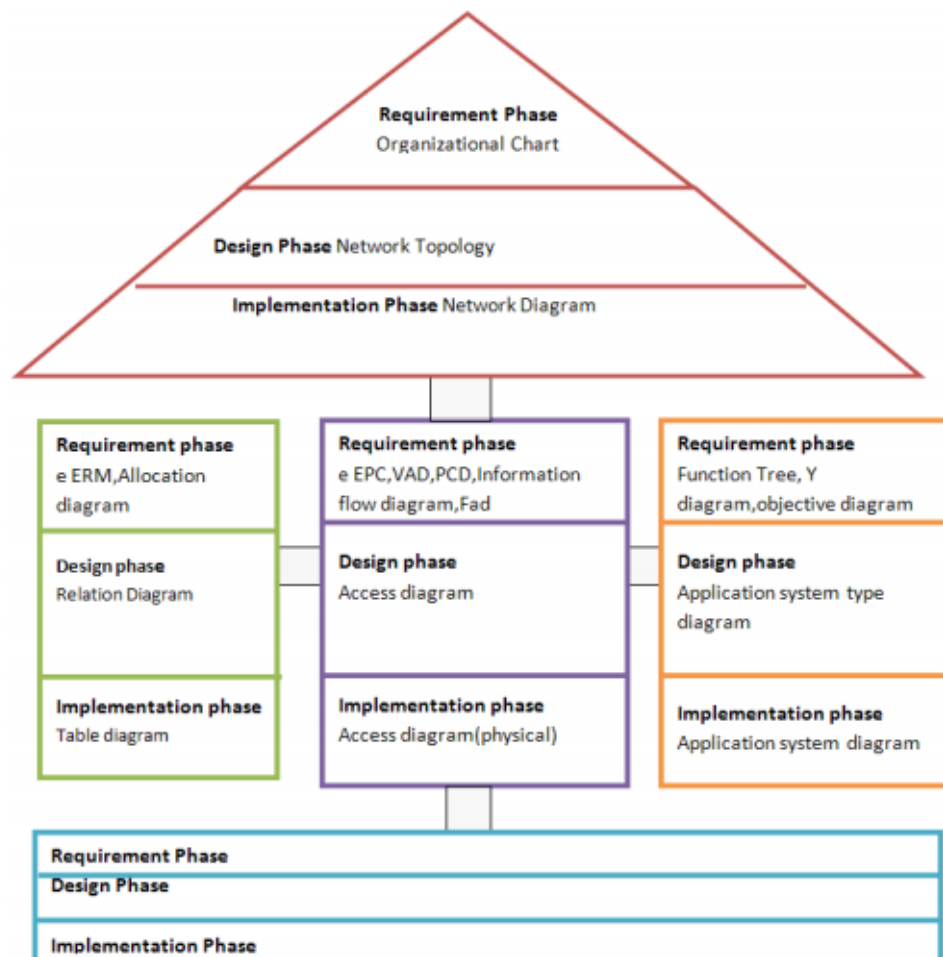 Requirement Phase
Organizational Chart
Design Phase Network Topology
Implementation Phase Network Diagram
Requirement phase
e ERM,Allocation
diagram
Design phase
Relation Diagram
Implementation phase
Table diagram
Requirement phase
e EPC,VAD,PCD,Information
flow diagram,Fad
Design phase
Access diagram
Implementation phase
Access diagram(physical)
Requirement phase
Function Tree, Y
diagram,objective diagram
Design phase
Application system type
diagram
Implementation phase
Application system diagram
Requirement Phase
Design Phase
Implementation Phase